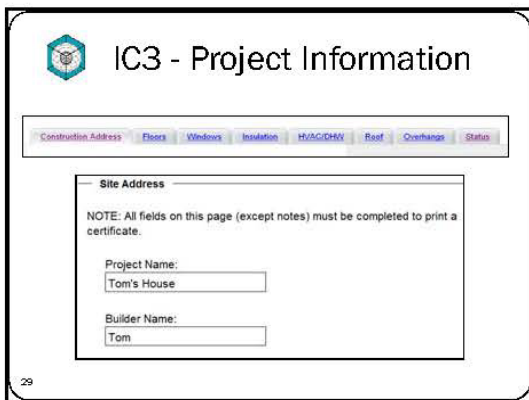 IC3 - Project Information
Construction Address Floors Windows Insulation HVAC/DHW Roof Overhangs Status
Site Address
NOTE: All fields on this page (except notes) must be completed to print a
certificate.
Project Name:
Tom's House
Builder Name:
Tom
29